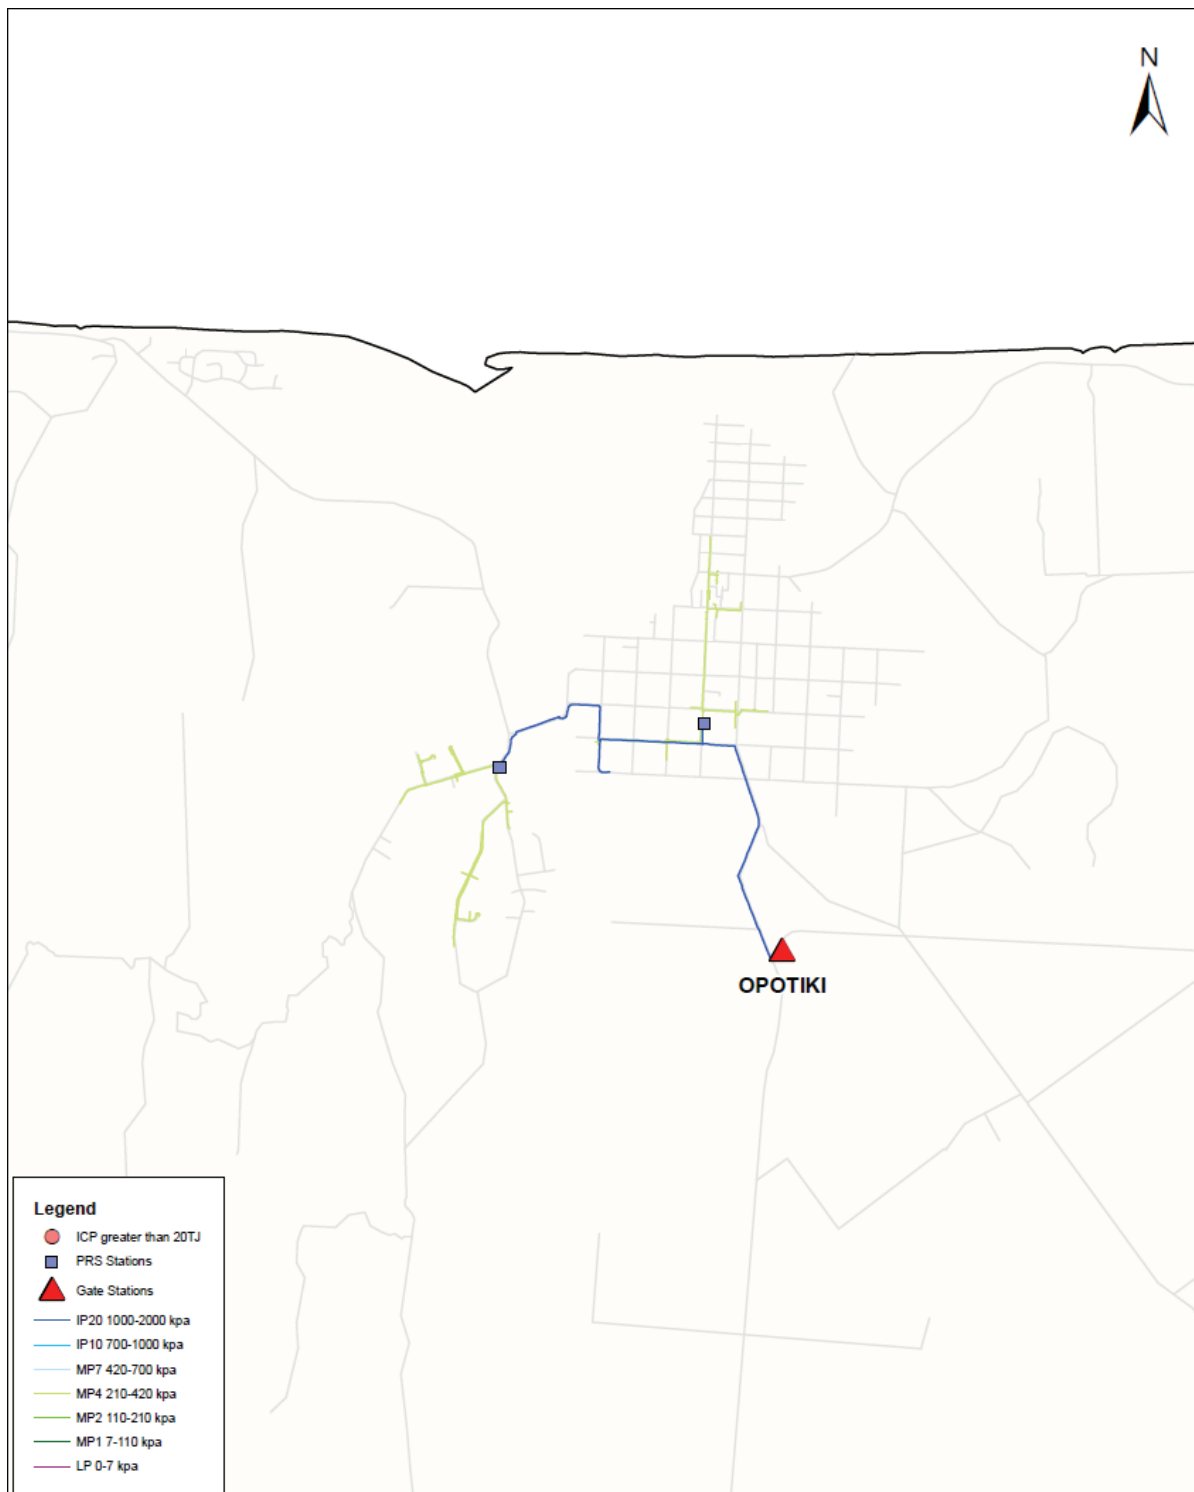 N
OPOTIKI
Legend
ICP greater than 20TJ
PRS Stations
Gate Stations
IP20 1000-2000 kpa
IP10 700-1000 kpa
MP7 420-700 kpa
MP4 210-420 kpa
MP2 110-210 kpa
MP1 7-110 kpa
LP 0-7 kpa